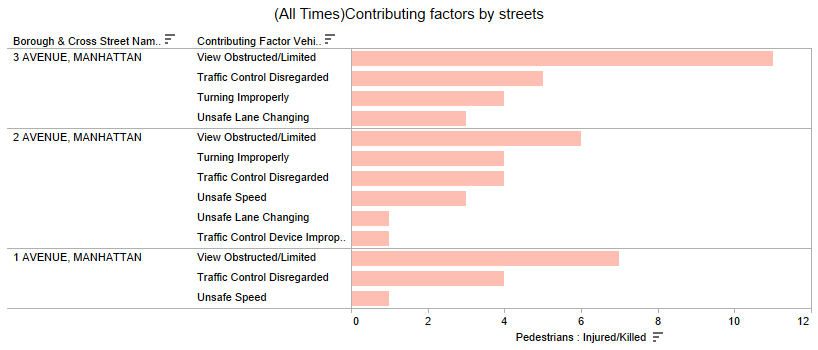 (All Times)Contributing factors by streets
Borough & Cross Street Nam.. Contributing Factor Vehi..
3 AVENUE, MANHATTAN View Obstructed/Limited
Traffic Control Disregarded
Turning Improperly
Unsafe Lane Changing
2 AVENUE, MANHATTAN View Obstructed/Limited
Turning Improperly
Traffic Control Disregarded
Unsafe Speed
Unsafe Lane Changing
Traffic Control Device Improp..
1 AVENUE, MANHATTAN View Obstructed/Limited
Traffic Control Disregarded
Unsafe Speed
0 2 4 6 8 10 12
Pedestrians : Injured/Killed